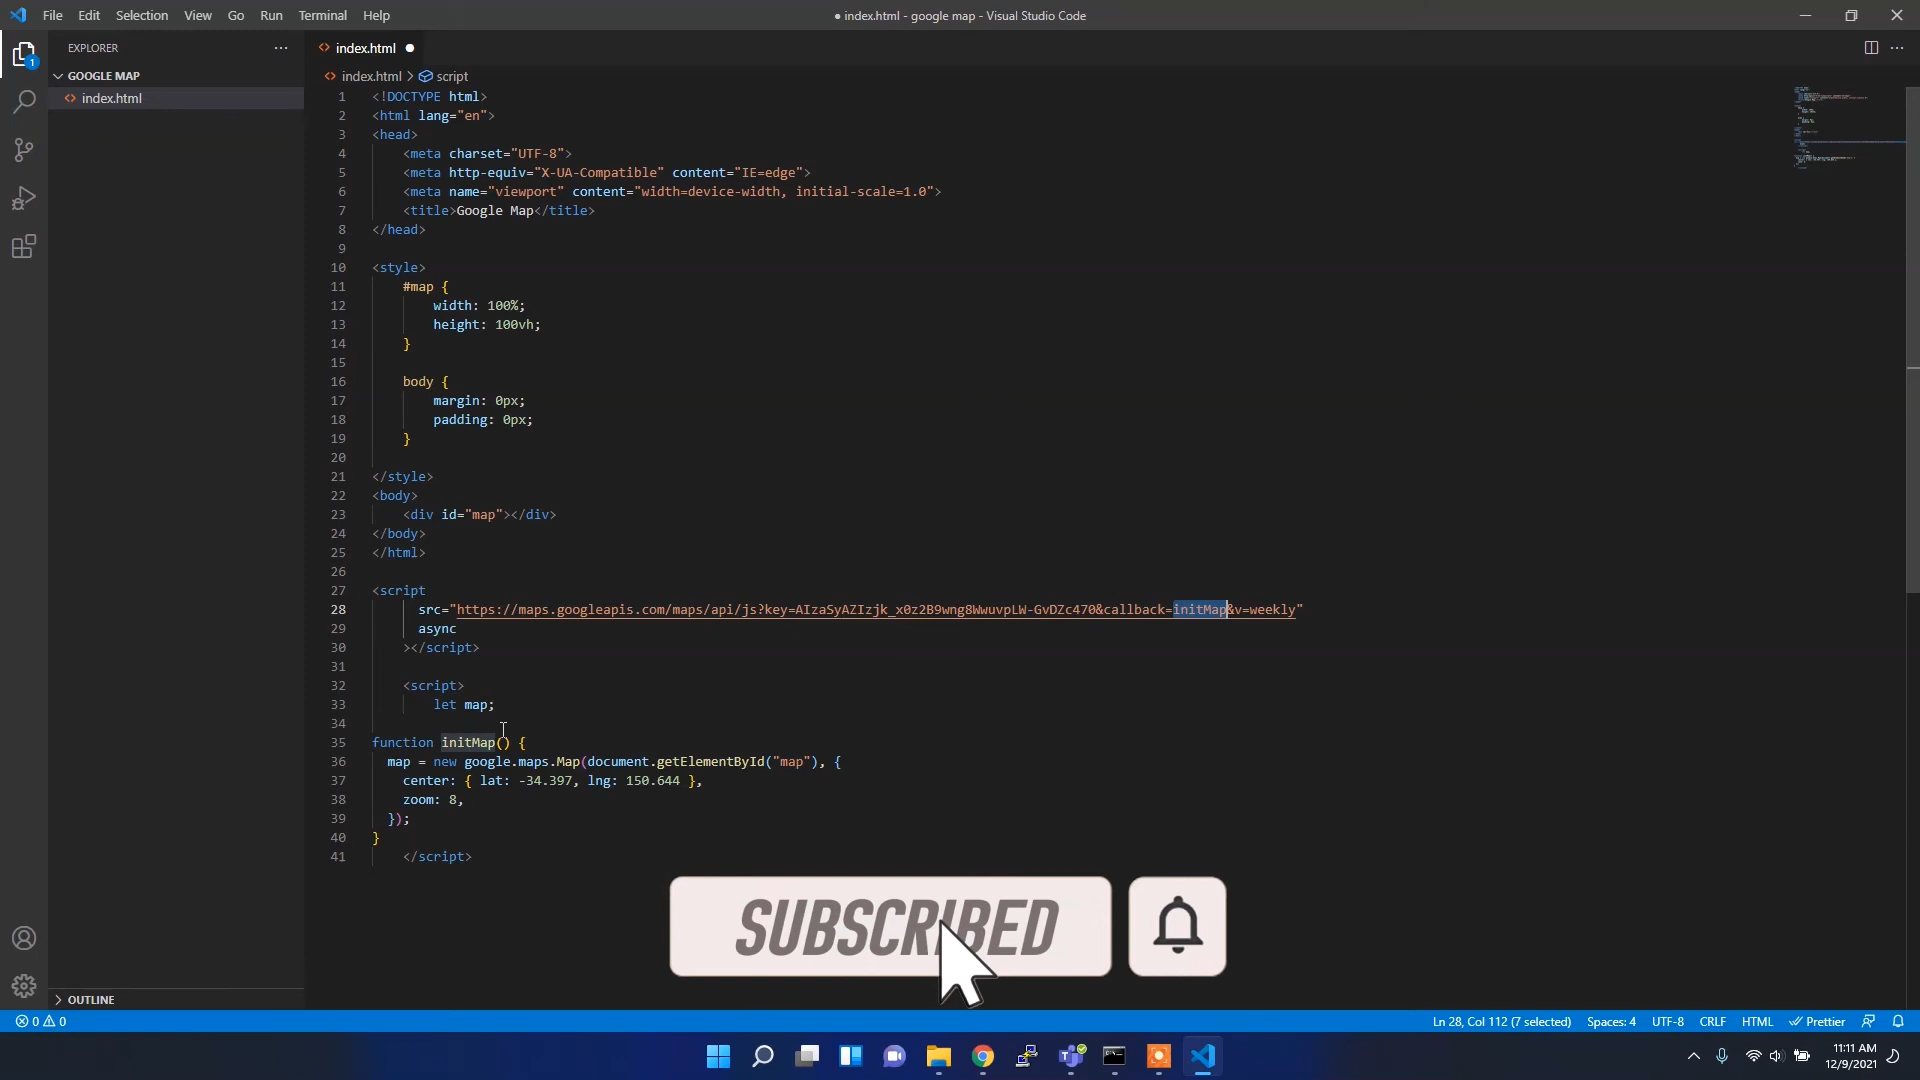 File Edit Selection View Go Run Terminal Help
● index.html - google map - Visual Studio Code
EXPLORER
GOOGLE MAP
index.html
1
index.html
index.html > script
1 <!DOCTYPE html>
2 <html lang="en">
3 <head>
4 <meta charset="UTF-8">
5 <meta http-equiv="X-UA-Compatible" content="IE=edge">
6 <meta name="viewport" content="width=device-width, initial-scale=1.0">
7 <title>Google Map</title>
8 </head>
9
10 <style>
11 #map {
12 width: 100%;
13 height: 100vh;
14 }
15
16 body {
17 margin: 0px;
18 padding: 0px;
19 }
20
21 </style>
22 <body>
23 <div id="map"></div>
24 </body>
25 </html>
26
27 <script
28 src="https://maps.googleapis.com/maps/api/js?key=AIzaSyAZIzjk_x0z2B9wng8WwuvpLW-GvDZc470&callback=initMap&v=weekly"
29 async
30 ></script>
31
32 <script>
33 let map;
34
35 function initMap() {
36 map = new google.maps.Map(document.getElementById("map"), {
37 center: { lat: -34.397, lng: 150.644 },
38 zoom: 8,
39 });
40 }
41 </script>
SUBSCRIBED
OUTLINE
0 0
Ln 28, Col 112 (7 selected) Spaces: 4 UTF-8 CRLF HTML Prettier
11:11 AM
12/9/2021